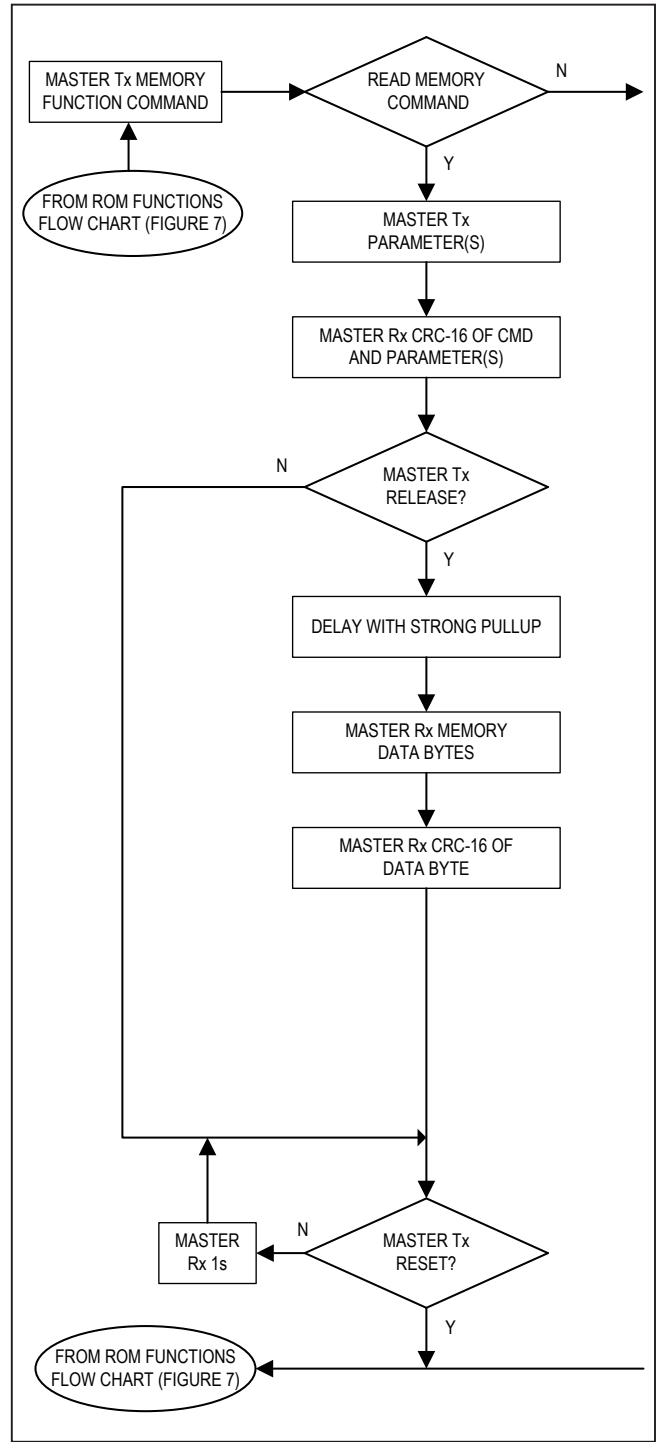 MASTER Tx MEMORY
FUNCTION COMMAND
READ MEMORY
COMMAND
N
Y
FROM ROM FUNCTIONS
FLOW CHART (FIGURE 7)
MASTER Tx
PARAMETER(S)
MASTER Rx CRC-16 OF CMD
AND PARAMETER(S)
N
MASTER Tx
RELEASE?
Y
DELAY WITH STRONG PULLUP
MASTER Rx MEMORY
DATA BYTES
MASTER Rx CRC-16 OF
DATA BYTE
MASTER
Rx 1s
N
MASTER Tx
RESET?
Y
FROM ROM FUNCTIONS
FLOW CHART (FIGURE 7)